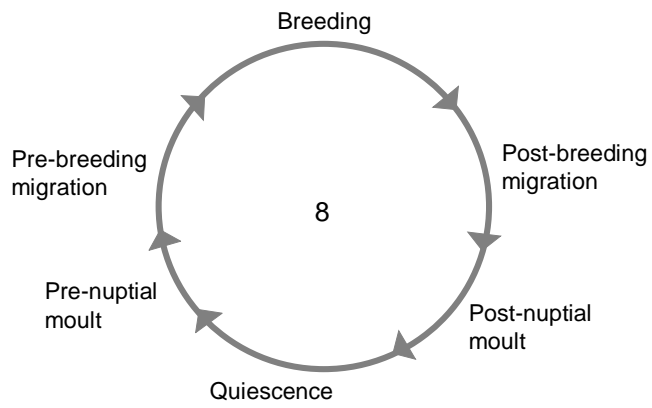 Breeding
Pre-breeding
migration
Post-breeding
migration
8
Pre-nuptial
moult
Post-nuptial
moult
Quiescence